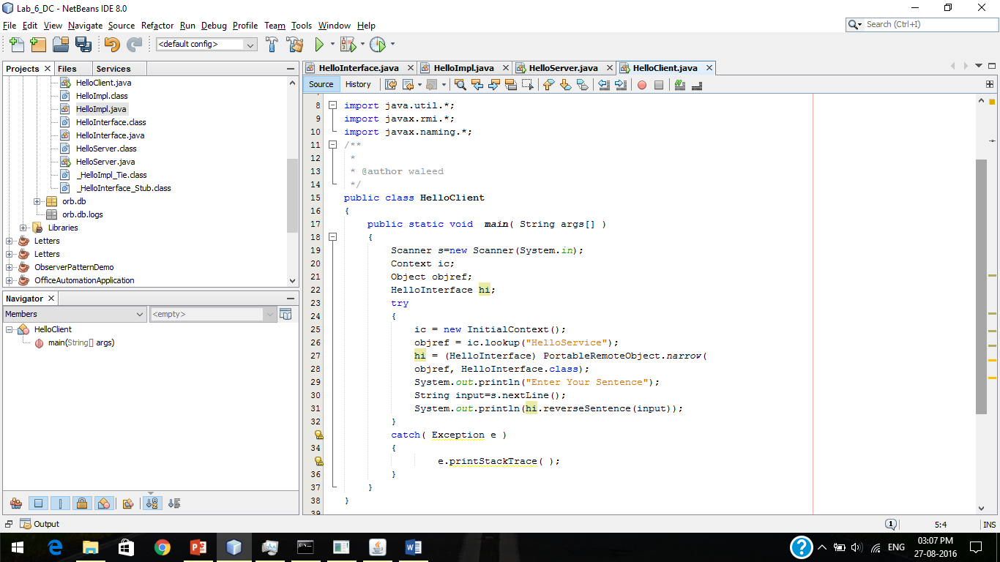 Lab_6_DC - NetBeans IDE 8.0
File Edit View Navigate Source Refactor Run Debug Profile Team Tools Window Help
Search (Ctrl+I)
<default config>
Projects Files Services
HelloClient.java
HelloImpl.class
HelloImpl.java
HelloInterface.class
HelloInterface.java
HelloServer.class
HelloServer.java
_HelloImpl_Tie.class
_HelloInterface_Stub.class
orb.db
orb.db.logs
Libraries
Letters
Letters
ObserverPatternDemo
OfficeAutomationApplication
Navigator
Members <empty>
HelloClient
main(String[] args)
HelloInterface.java HelloImpl.java HelloServer.java HelloClient.java
Source History
8 import java.util.*;
9 import javax.rmi.*;
10 import javax.naming.*;
11 /**
12 *
13 * @author waleed
14 */
15 public class HelloClient
16 {
17 public static void main( String args[] )
18 {
19 Scanner s=new Scanner(System.in);
20 Context ic;
21 Object objref;
22 HelloInterface hi;
23 try
24 {
25 ic = new InitialContext();
26 objref = ic.lookup("HelloService");
27 hi = (HelloInterface) PortableRemoteObject.narrow(
28 objref, HelloInterface.class);
29 System.out.println("Enter Your Sentence");
30 String input=s.nextLine();
31 System.out.println(hi.reverseSentence(input));
32 }
catch( Exception e )
34 {
e.printStackTrace( );
36 }
37 }
38 }
39
Output
1 5:4 INS
ENG 03:07 PM
27-08-2016